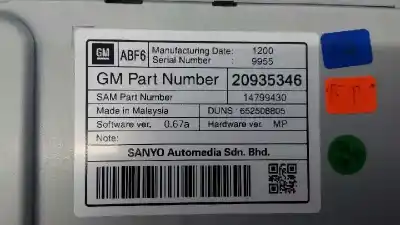 GM ABF6 Manufacturing Date: 1200
Serial Number : 9955
GM Part Number 20935346
SAM Part Number 14799430
Made in Malaysia DUNS : 652508805
Software ver. 0.67a Hardware ver. MP
Note:
SANYO Automedia Sdn. Bhd.